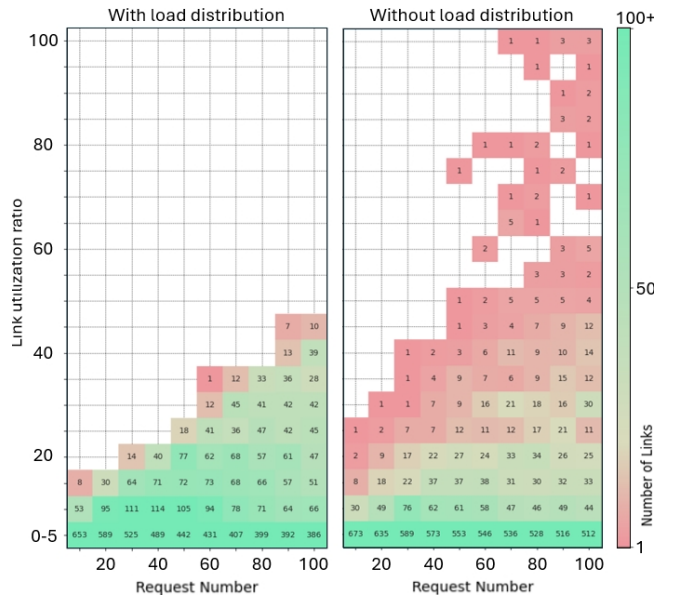 With load distribution
Without load distribution
100+
100
1 1 3 3
1 1
1 2
3 2
80
1 1 2 1
1 1 2
1 2 1
5 1
60
2 3 5
3 3 2
1 2 5 5 5 4
50
7 10
1 3 4 7 9 12
40
13 39
1 2 3 6 11 9 10 14
1 12 33 36 28
1 4 9 7 6 9 15 12
12 45 41 42 42
1 1 7 9 16 21 18 16 30
18 41 36 47 42 45
1 2 7 7 12 11 12 17 21 11
20
14 40 77 62 68 57 61 47
2 9 17 22 27 24 33 34 26 25
8 30 64 71 72 73 68 66 57 51
8 18 22 37 37 38 31 30 32 33
53 95 111 114 105 94 78 71 64 66
30 49 76 62 61 58 47 46 49 44
0-5
653 589 525 489 442 431 407 399 392 386
673 635 589 573 553 546 536 528 516 512
1
20 40 60 80 100
20 40 60 80 100
Request Number
Request Number
Link utilization ratio
Number of Links